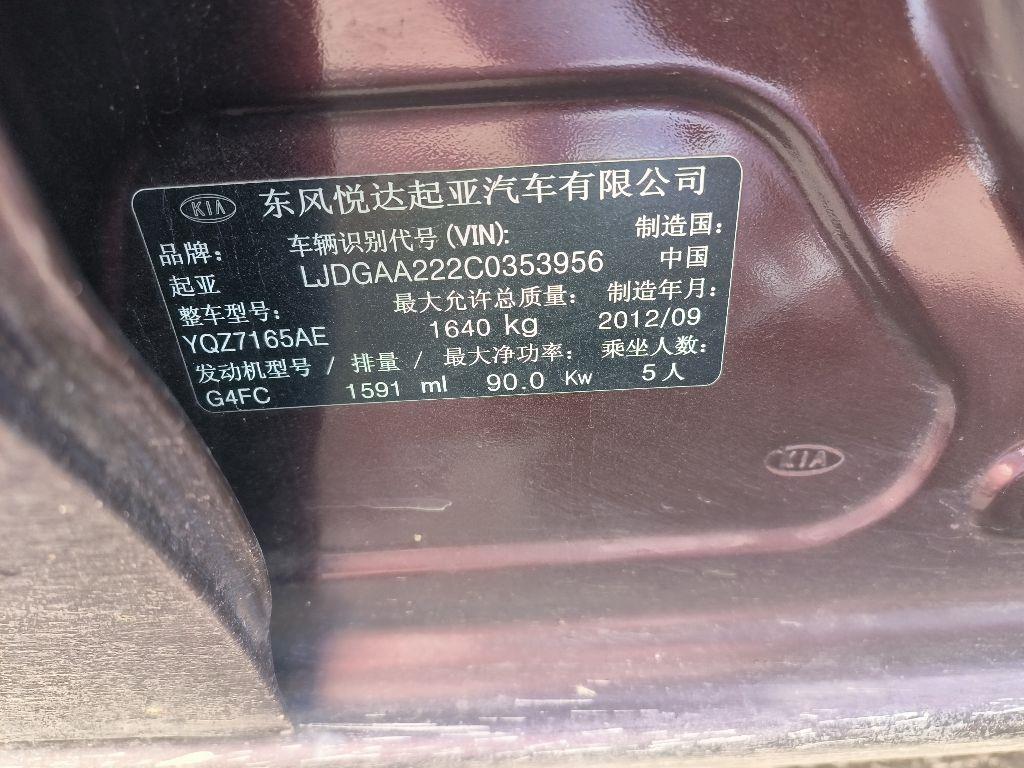 KIA 东风悦达起亚汽车有限公司
品牌： 车辆识别代号 (VIN): 制造国：
起亚 LJDGAA222C0353956 中国
整车型号： 最大允许总质量： 制造年月：
YQZ7165AE 1640 kg 2012/09
发动机型号 / 排量 / 最大净功率： 乘坐人数：
G4FC 1591 ml 90.0 Kw 5人
KIA